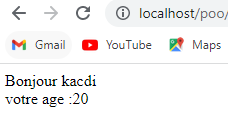 localhost/poo/
Gmail YouTube Maps
Bonjour kacdi
votre age :20